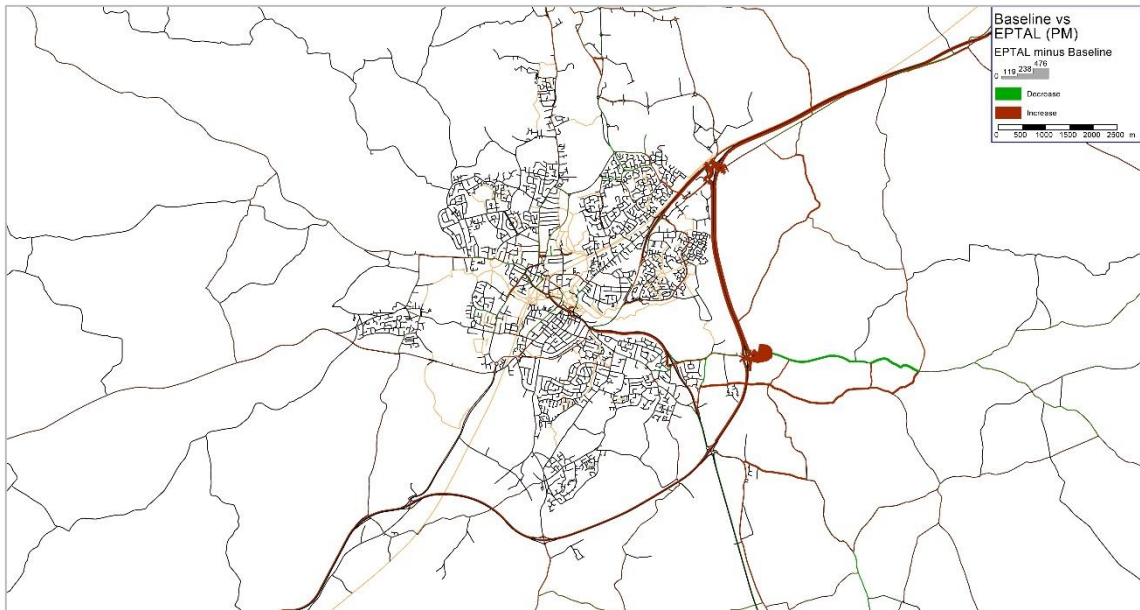 Baseline vs
EPTAL (PM)
EPTAL minus Baseline
0 119 238 476
Decrease
Increase
0 500 1000 1500 2000 2500 m